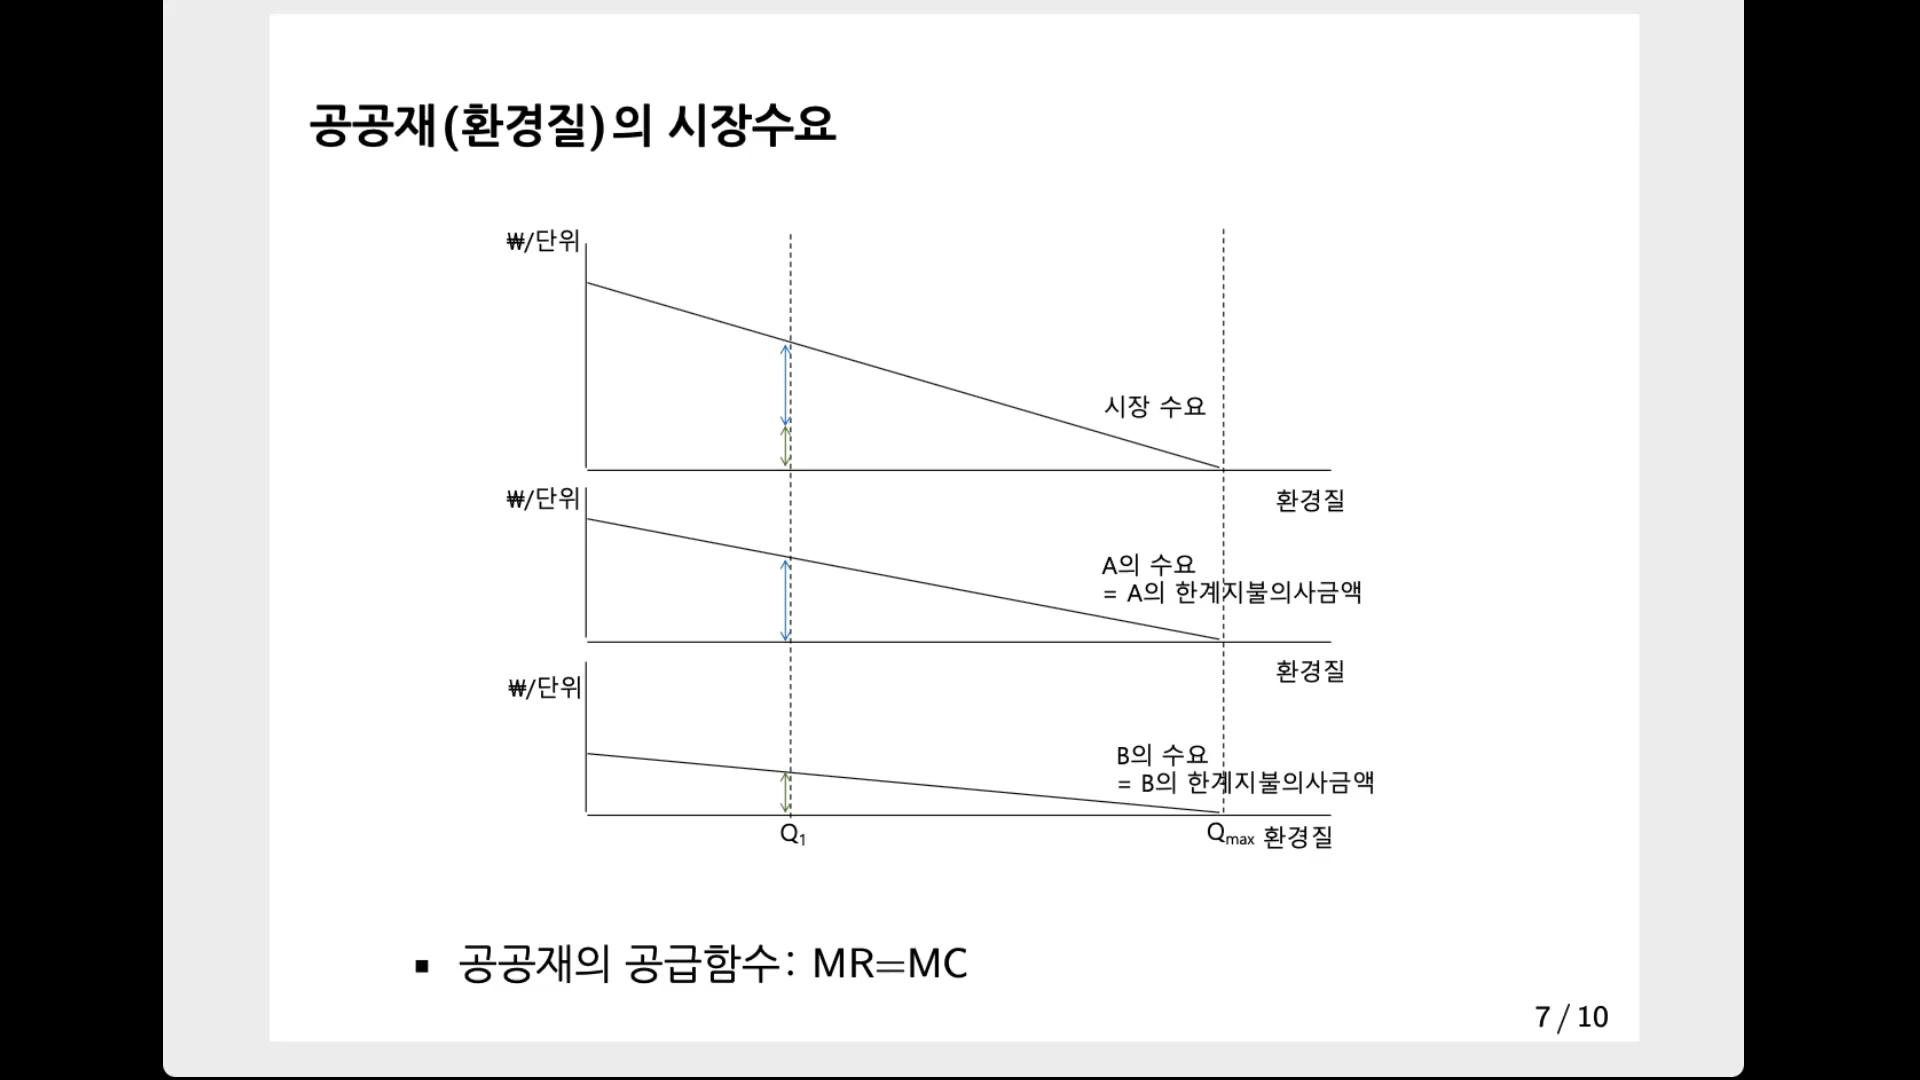 공공재(환경질)의 시장수요
₩/단위
시장 수요
환경질
₩/단위
A의 수요
= A의 한계지불의사금액
환경질
₩/단위
B의 수요
= B의 한계지불의사금액
Q1
Qmax 환경질
▪ 공공재의 공급함수: MR=MC
7 / 10